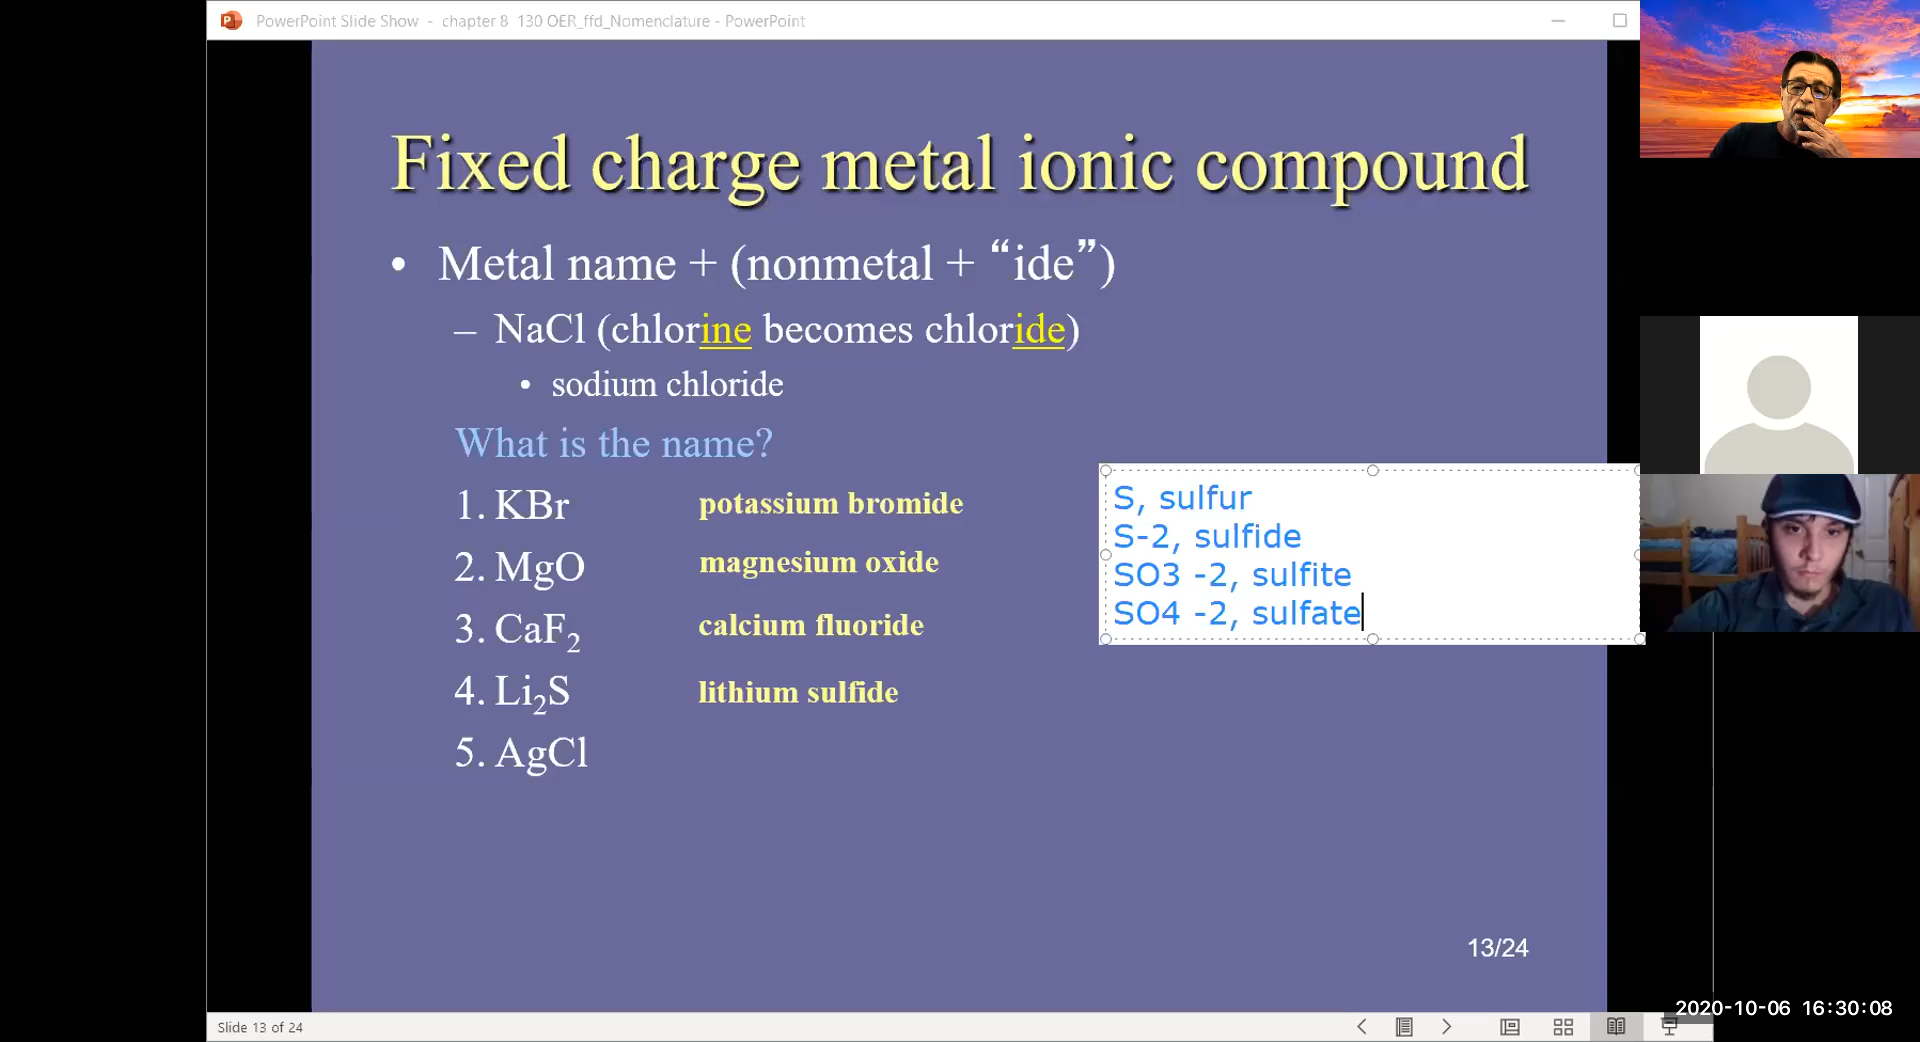 PowerPoint Slide Show - chapter 8 130 OER_ffd_Nomenclature - PowerPoint
Fixed charge metal ionic compound
• Metal name + (nonmetal + “ide”)
– NaCl (chlorine becomes chloride)
• sodium chloride
What is the name?
1. KBr potassium bromide
2. MgO magnesium oxide
3. CaF2 calcium fluoride
4. Li2S lithium sulfide
5. AgCl
S, sulfur
S-2, sulfide
SO3 -2, sulfite
SO4 -2, sulfate
13/24
2020-10-06 16:30:08
Slide 13 of 24